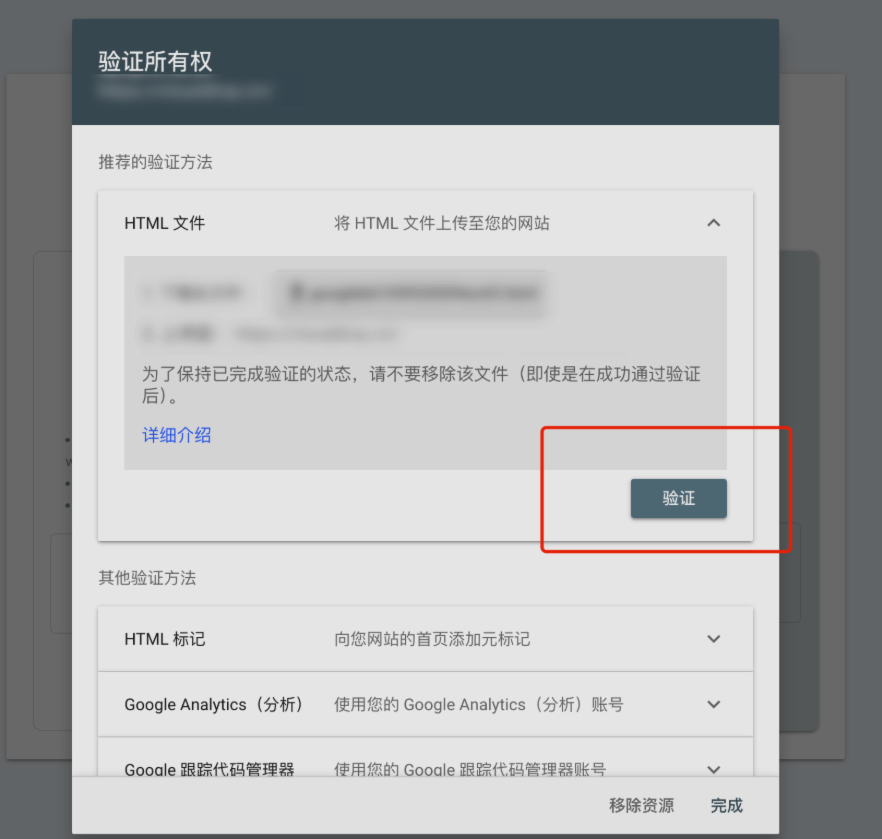 验证所有权
推荐的验证方法
HTML 文件 将 HTML 文件上传至您的网站
为了保持已完成验证的状态，请不要移除该文件（即使是在成功通过验证
后）。
详细介绍
验证
其他验证方法
HTML 标记 向您网站的首页添加元标记
Google Analytics（分析） 使用您的 Google Analytics（分析）账号
Google 跟踪代码管理器 使用您的 Google 跟踪代码管理器账号
移除资源 完成